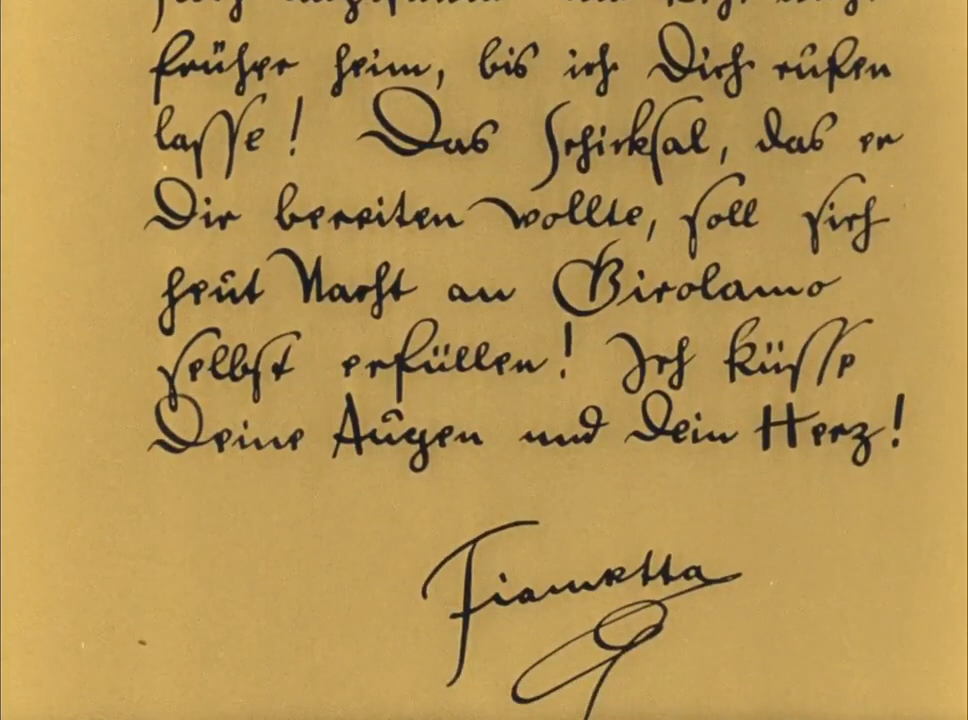 früher heim, bis ich Dich rufen
lasse! Das Schicksal, das er
Dir bereiten wollte, soll sich
heut Nacht an Girolamo
selbst erfüllen! Ich küsse
Deine Augen und Dein Herz!
Fiametta